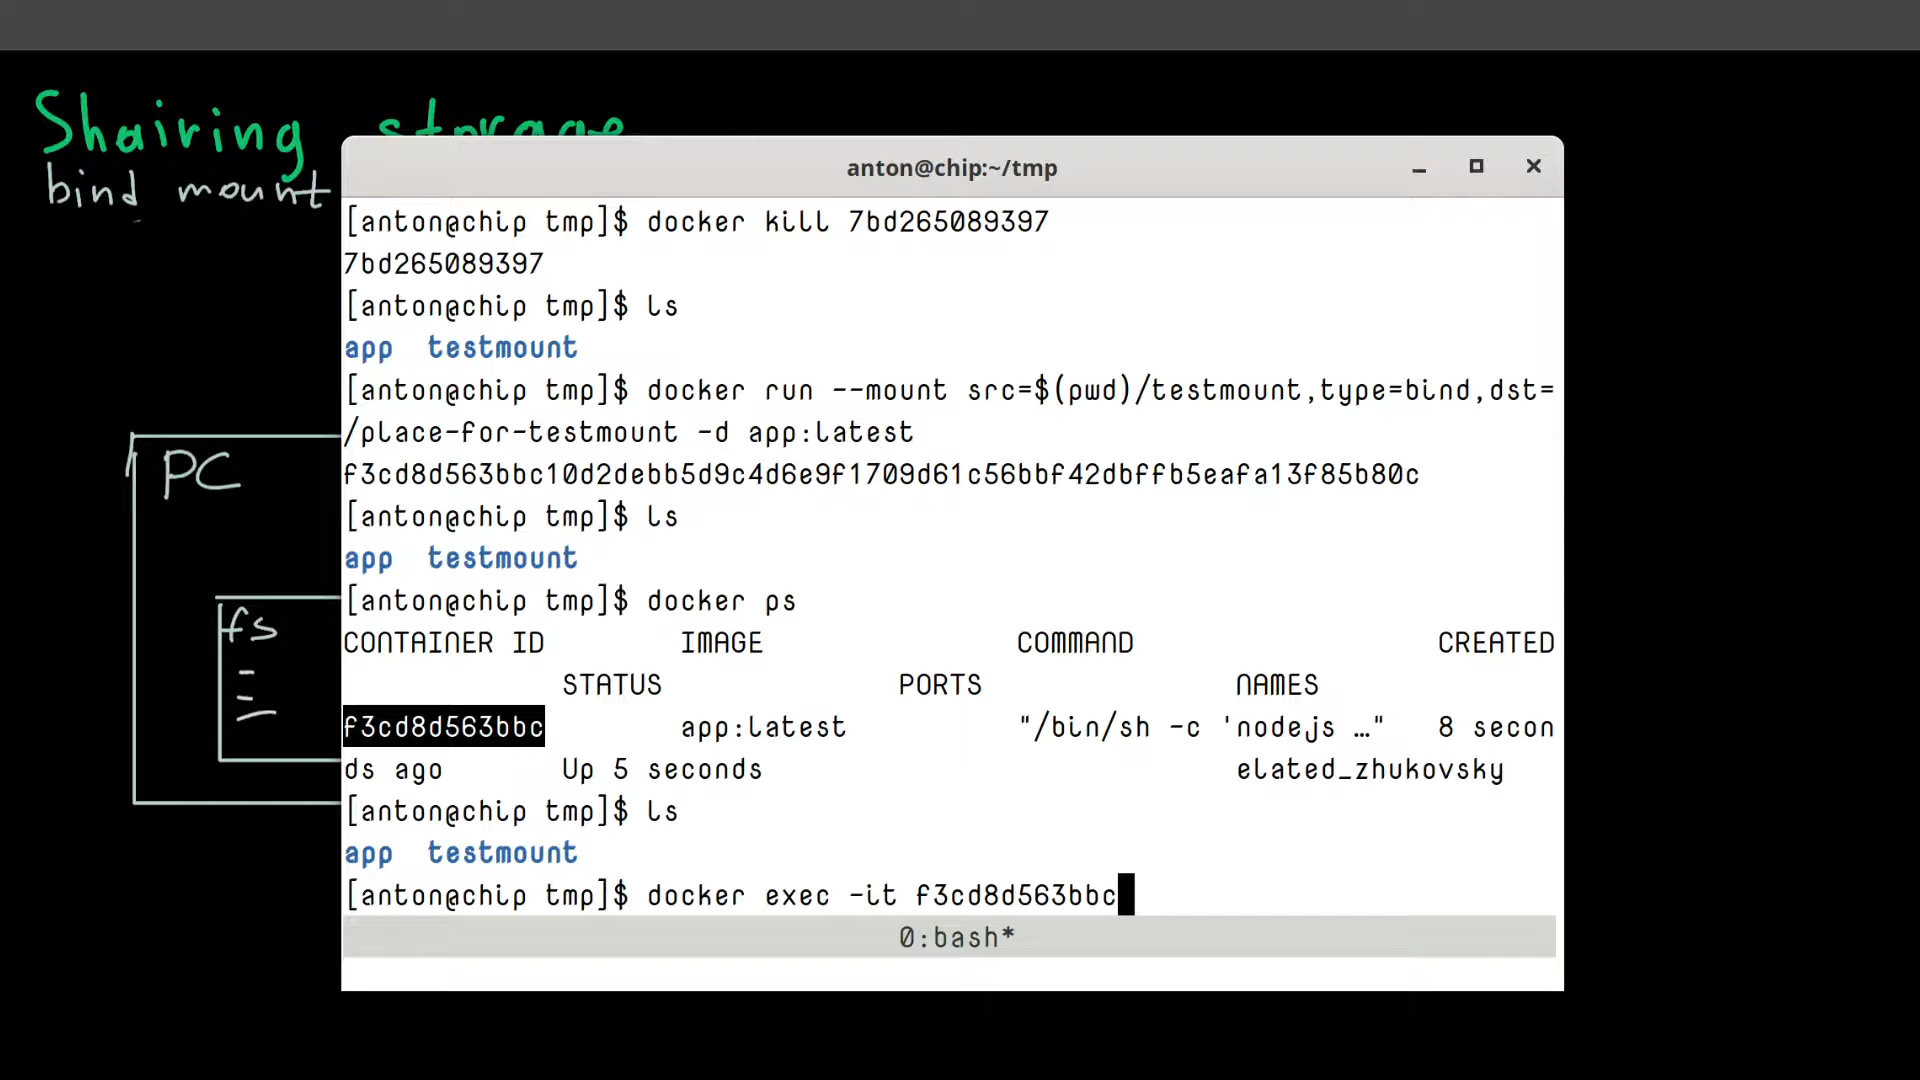 Shairing storage
bind mount
PC
fs
anton@chip:~/tmp
[anton@chip tmp]$ docker kill 7bd265089397
7bd265089397
[anton@chip tmp]$ ls
app  testmount
[anton@chip tmp]$ docker run --mount src=$(pwd)/testmount,type=bind,dst=
/place-for-testmount -d app:latest
f3cd8d563bbc10d2debb5d9c4d6e9f1709d61c56bbf42dbffb5eafa13f85b80c
[anton@chip tmp]$ ls
app  testmount
[anton@chip tmp]$ docker ps
CONTAINER ID        IMAGE               COMMAND                  CREATED
             STATUS              PORTS               NAMES
f3cd8d563bbc        app:latest          "/bin/sh -c 'nodejs …"   8 secon
ds ago       Up 5 seconds                            elated_zhukovsky
[anton@chip tmp]$ ls
app  testmount
[anton@chip tmp]$ docker exec -it f3cd8d563bbc
0:bash*